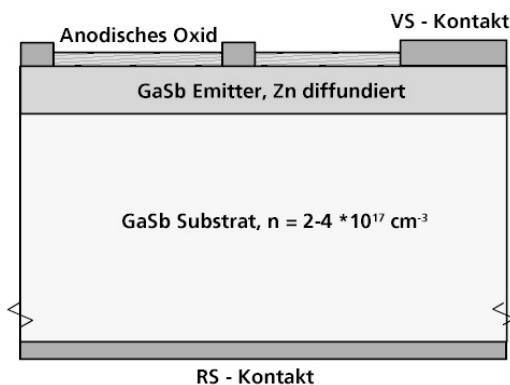 VS - Kontakt
Anodisches Oxid
GaSb Emitter, Zn diffundiert
GaSb Substrat, n = 2-4 *10¹⁷ cm⁻³
RS - Kontakt